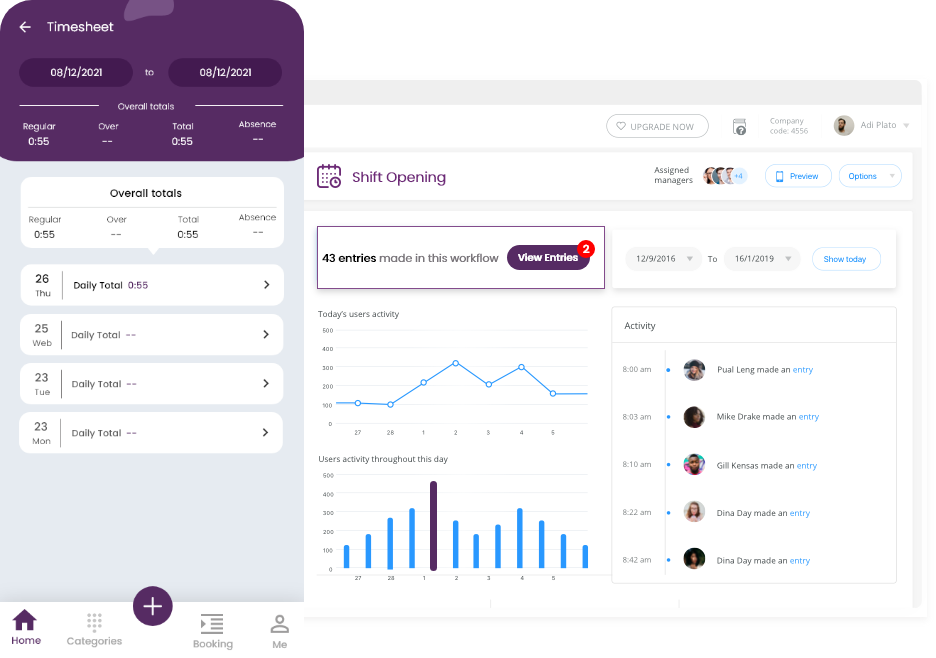 Timesheet
08/12/2021 to 08/12/2021
Overall totals
Regular Over Total Absence
0:55 -- 0:55 --
Overall totals
Regular Over Total Absence
0:55 -- 0:55 --
26
Thu
Daily Total 0:55
25
Web
Daily Total --
23
Tue
Daily Total --
23
Mon
Daily Total --
Home Categories Booking Me
UPGRADE NOW
?
Company
code: 4556
Adi Plato
Shift Opening
Assigned
managers
+4
Preview
Options
43 entries made in this workflow
View Entries
2
12/9/2016 To 16/1/2019 Show today
Today's users activity
500
400
300
200
100
0
27 28 1 2 3 4 5
Users activity throughout this day
500
400
300
200
100
0
27 28 1 2 3 4 5
Activity
8:00 am Pual Leng made an entry
8:03 am Mike Drake made an entry
8:10 am Gill Kensas made an entry
8:22 am Dina Day made an entry
8:42 am Dina Day made an entry